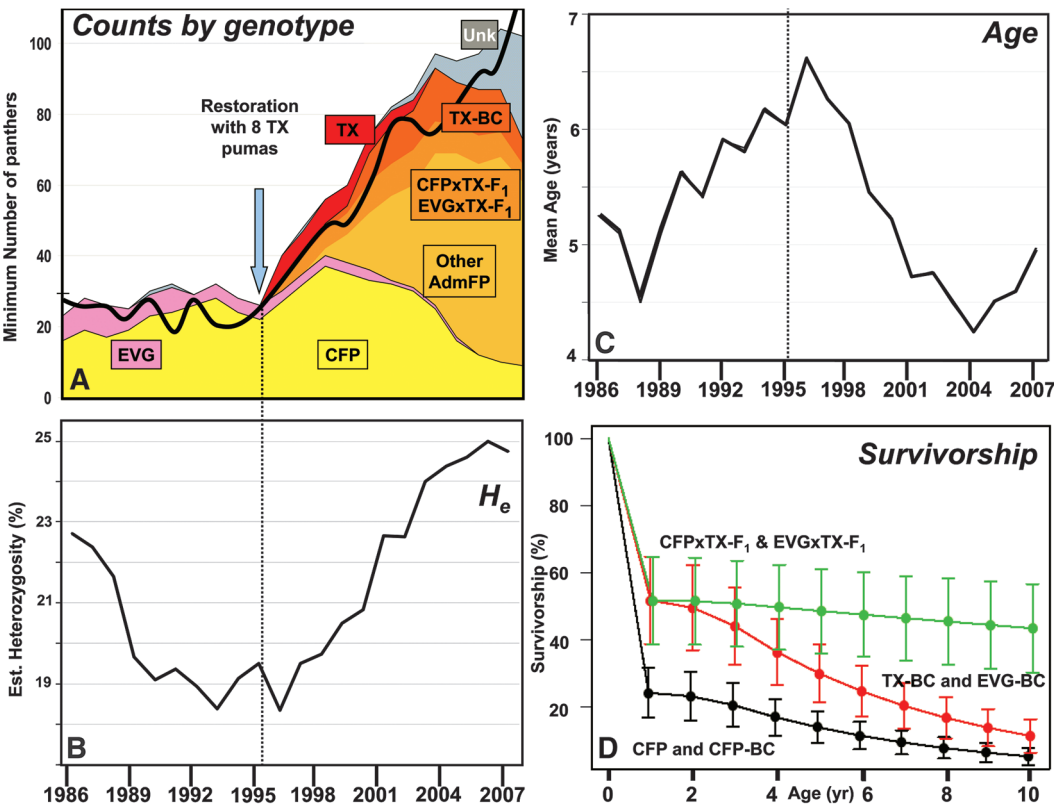 Counts by genotype
Minimum Number of panthers
100
80
60
40
20
0
Unk
Restoration
with 8 TX
pumas
TX
TX-BC
CFPxTX-F₁
EVGxTX-F₁
Other
AdmFP
EVG
CFP
A
Age
Mean Age (years)
7
6
5
4
C
1986 1989 1992 1995 1998 2001 2004 2007
Hₑ
Est. Heterozygosity (%)
25
23
21
19
B
1986 1989 1992 1995 1998 2001 2004 2007
Survivorship
Survivorship (%)
100
80
60
40
20
CFPxTX-F₁ & EVGxTX-F₁
TX-BC and EVG-BC
CFP and CFP-BC
D
0 2 4 Age (yr) 6 8 10